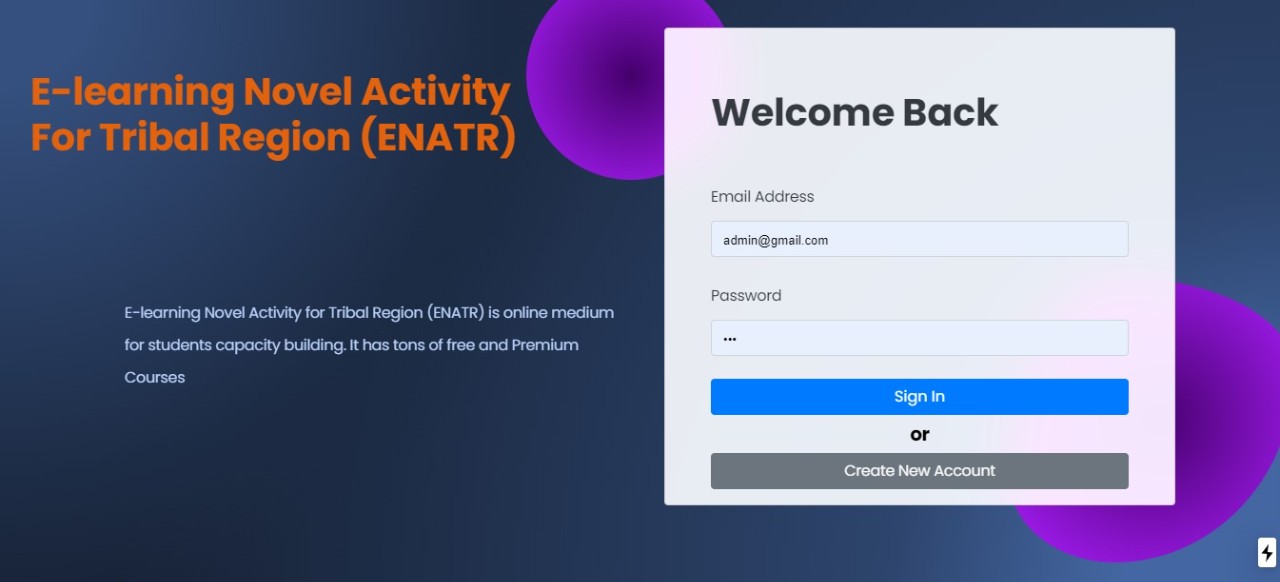 E-learning Novel Activity
For Tribal Region (ENATR)
E-learning Novel Activity for Tribal Region (ENATR) is online medium
for students capacity building. It has tons of free and Premium
Courses
Welcome Back
Email Address
admin@gmail.com
Password
•••
Sign In
or
Create New Account